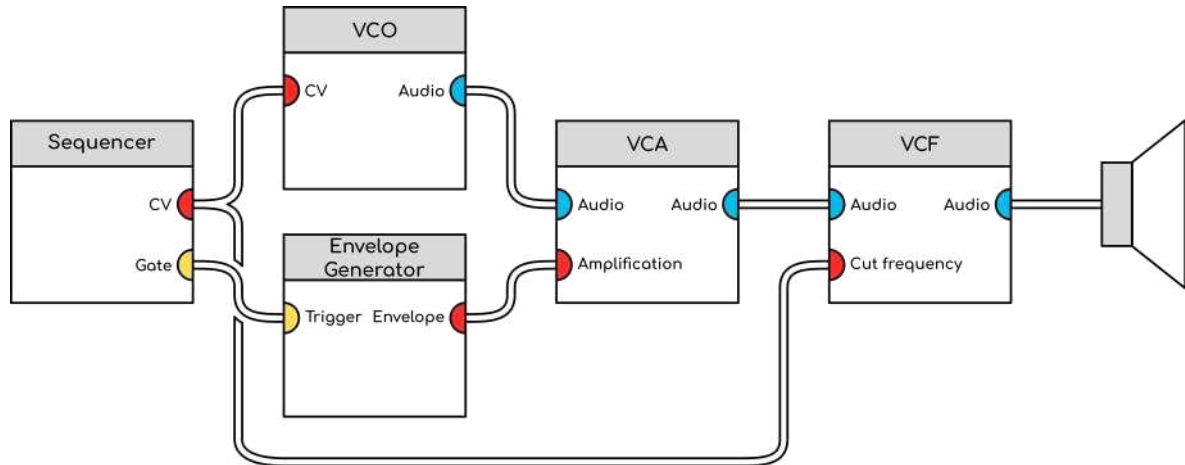 VCO
CV Audio
Sequencer
CV
Gate
Envelope
Generator
Trigger Envelope
VCA
Audio Audio
Amplification
VCF
Audio Audio
Cut frequency